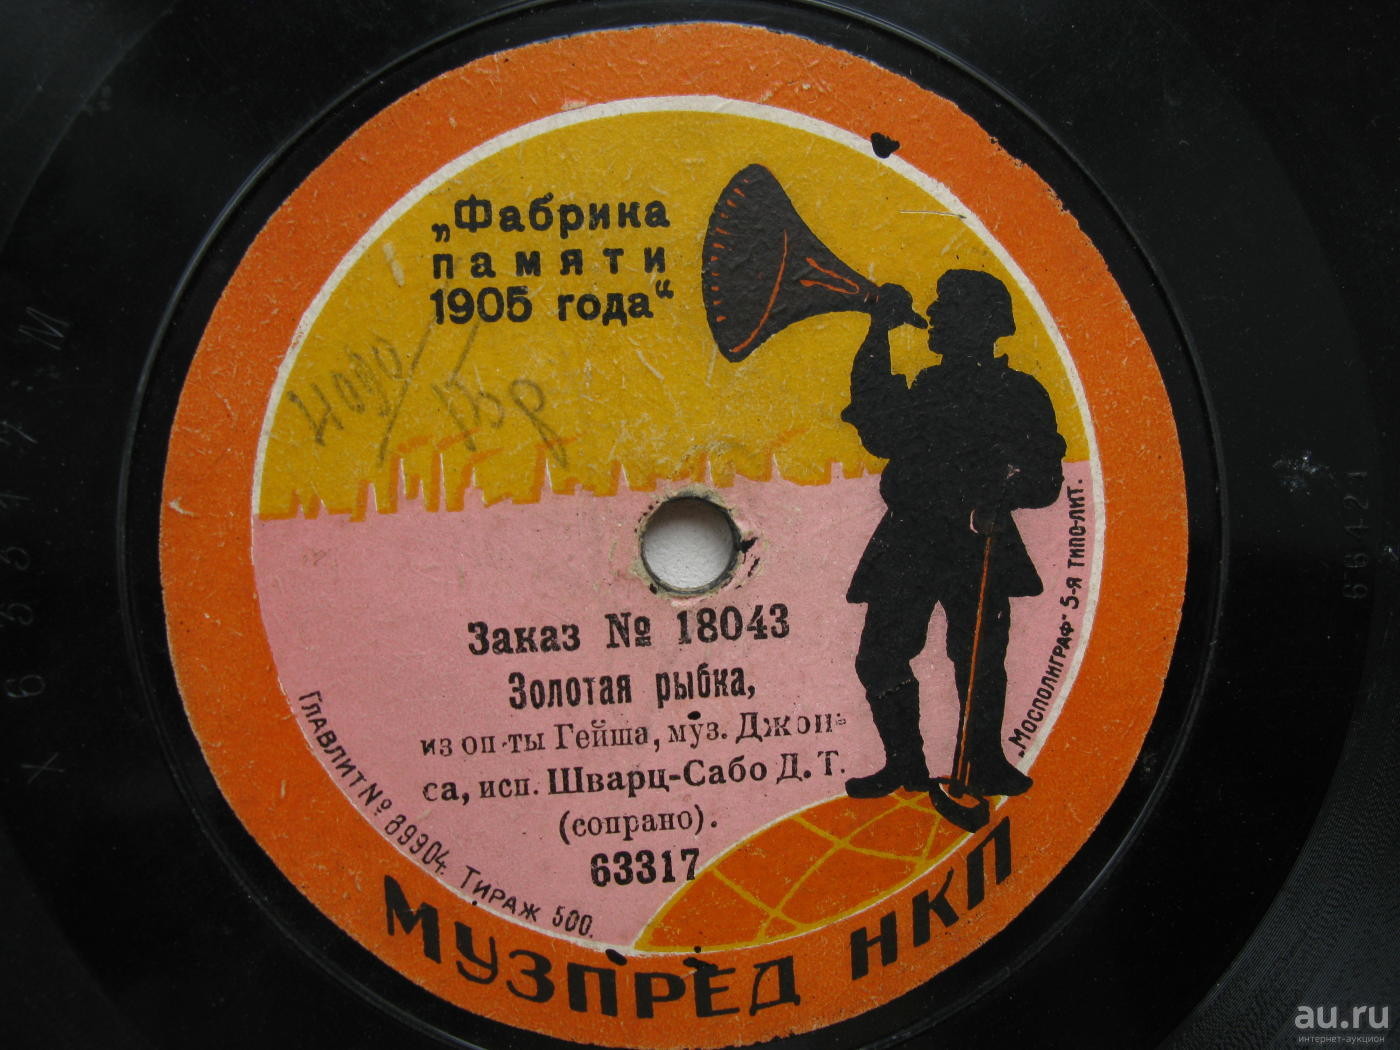 „Фабрика
памяти
1905 года“
Заказ № 18043
Золотая рыбка,
из оп-ты Гейша, муз. Джон-
са, исп. Шварц-Сабо Д. Т.
(сопрано).
63317
Главлит № 89904. Тираж 500.
„Мосполиграф“ 5-я типо-лит.
МУЗПРЕД НКП
66421
au.ru
интернет-аукцион